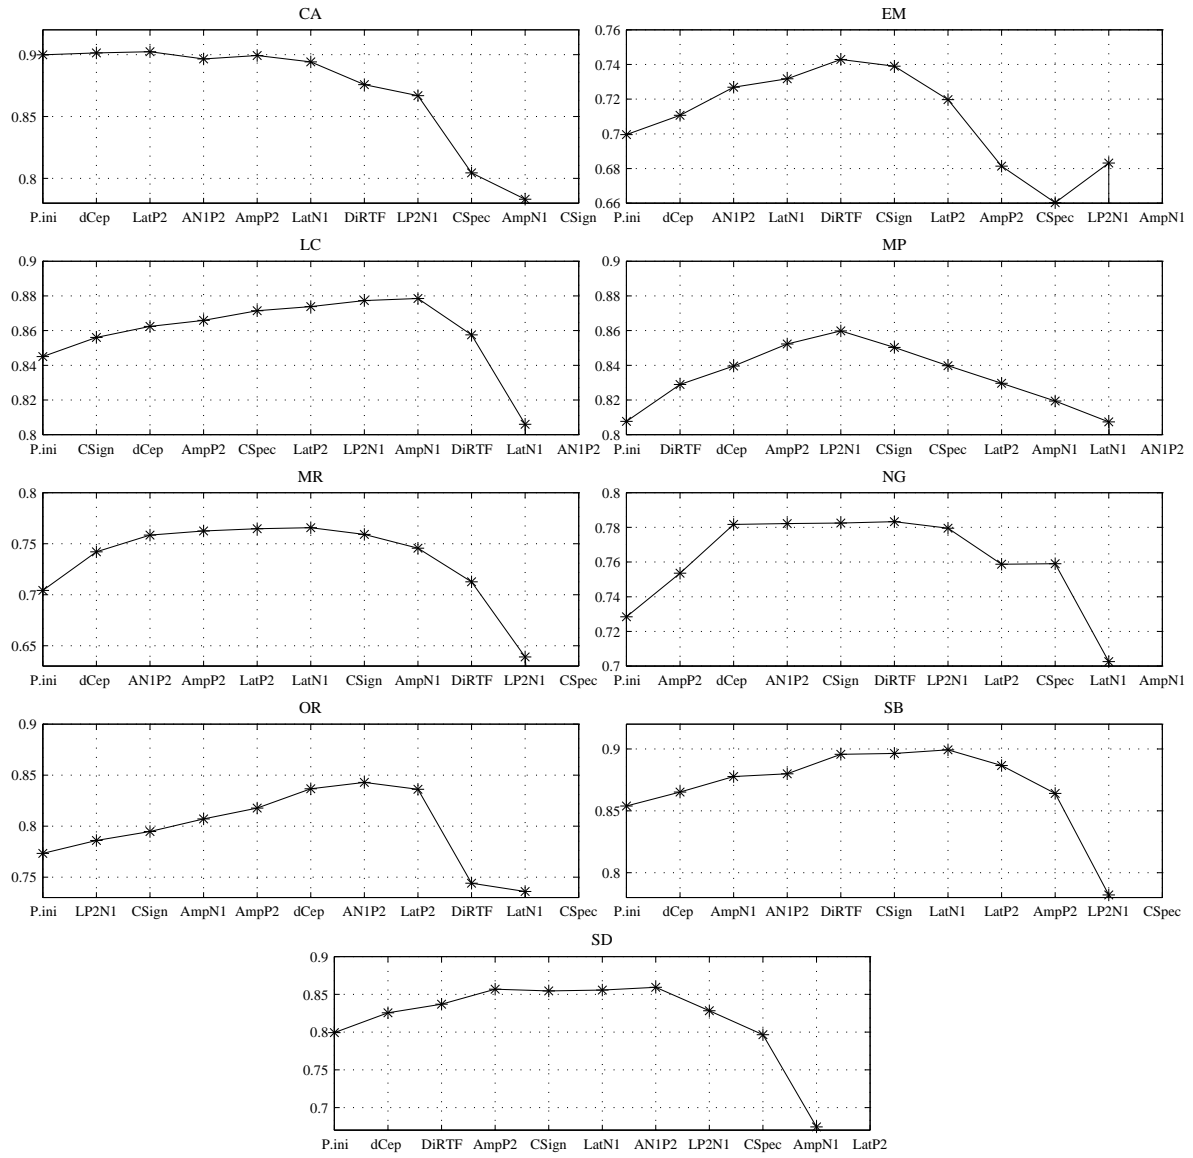 CA
0.9
0.85
0.8
P.ini dCep LatP2 AN1P2 AmpP2 LatN1 DiRTF LP2N1 CSpec AmpN1 CSign
EM
0.76
0.74
0.72
0.7
0.68
0.66
P.ini dCep AN1P2 LatN1 DiRTF CSign LatP2 AmpP2 CSpec LP2N1 AmpN1
LC
0.9
0.88
0.86
0.84
0.82
0.8
P.ini CSign dCep AmpP2 CSpec LatP2 LP2N1 AmpN1 DiRTF LatN1 AN1P2
MP
0.9
0.88
0.86
0.84
0.82
0.8
P.ini DiRTF dCep AmpP2 LP2N1 CSign CSpec LatP2 AmpN1 LatN1 AN1P2
MR
0.8
0.75
0.7
0.65
P.ini dCep AN1P2 AmpP2 LatP2 LatN1 CSign AmpN1 DiRTF LP2N1 CSpec
NG
0.8
0.78
0.76
0.74
0.72
0.7
P.ini AmpP2 dCep AN1P2 CSign DiRTF LP2N1 LatP2 CSpec LatN1 AmpN1
OR
0.9
0.85
0.8
0.75
P.ini LP2N1 CSign AmpN1 AmpP2 dCep AN1P2 LatP2 DiRTF LatN1 CSpec
SB
0.9
0.85
0.8
P.ini dCep AmpN1 AN1P2 DiRTF CSign LatN1 LatP2 AmpP2 LP2N1 CSpec
SD
0.9
0.85
0.8
0.75
0.7
P.ini dCep DiRTF AmpP2 CSign LatN1 AN1P2 LP2N1 CSpec AmpN1 LatP2